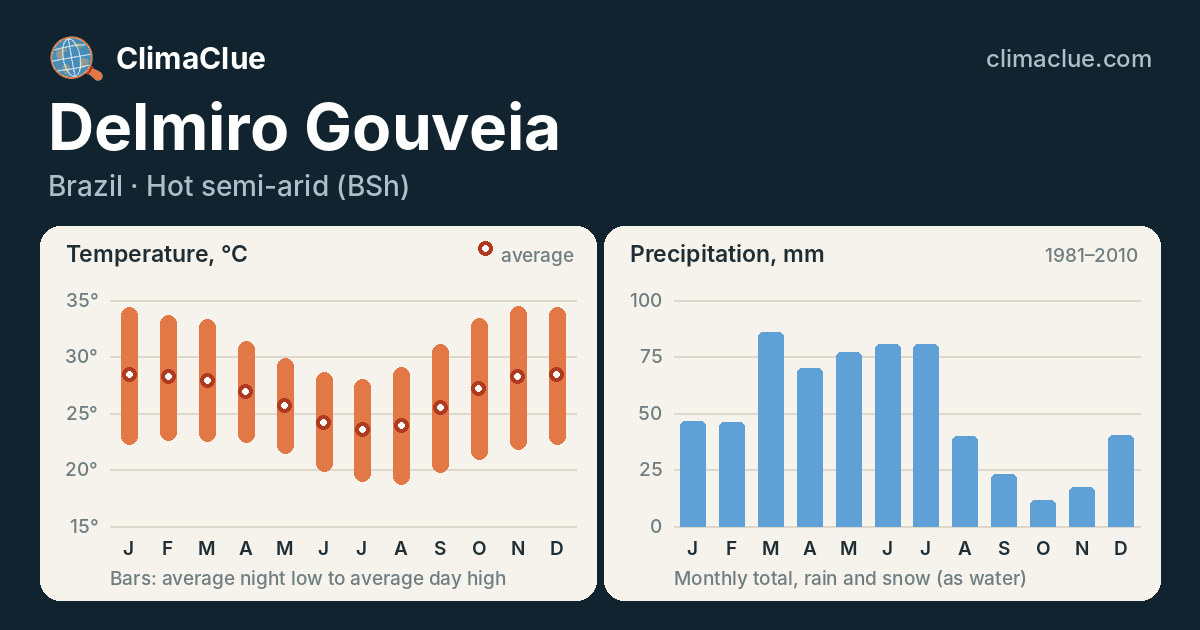 ClimaClue
climaclue.com
Delmiro Gouveia
Brazil · Hot semi-arid (BSh)
Temperature, °C
average
35°
30°
25°
20°
15°
J F M A M J J A S O N D
Bars: average night low to average day high
Precipitation, mm
1981–2010
100
75
50
25
0
J F M A M J J A S O N D
Monthly total, rain and snow (as water)